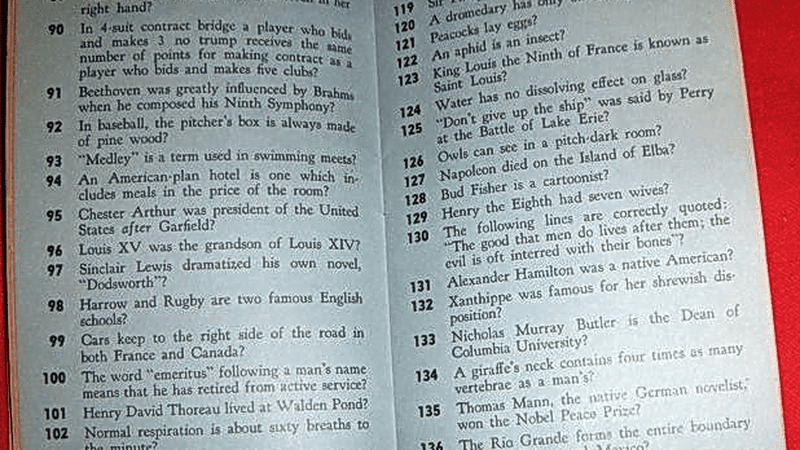 right hand?
90 In 4-suit contract bridge a player who bids
and makes 3 no trump receives the same
number of points for making contract as a
player who bids and makes five clubs?
91 Beethoven was greatly influenced by Brahms
when he composed his Ninth Symphony?
92 In baseball, the pitcher's box is always made
of pine wood?
93 "Medley" is a term used in swimming meets?
94 An American-plan hotel is one which in-
cludes meals in the price of the room?
95 Chester Arthur was president of the United
States after Garfield?
96 Louis XV was the grandson of Louis XIV?
97 Sinclair Lewis dramatized his own novel,
"Dodsworth"?
98 Harrow and Rugby are two famous English
schools?
99 Cars keep to the right side of the road in
both France and Canada?
100 The word "emeritus" following a man's name
means that he has retired from active service?
101 Henry David Thoreau lived at Walden Pond?
102 Normal respiration is about sixty breaths to
the minute?
119 Sir
120 A dromedary has only
121 Peacocks lay eggs?
122 An aphid is an insect?
123 King Louis the Ninth of France is known as
Saint Louis?
124 Water has no dissolving effect on glass?
125 "Don't give up the ship" was said by Perry
at the Battle of Lake Erie?
126 Owls can see in a pitch-dark room?
127 Napoleon died on the Island of Elba?
128 Bud Fisher is a cartoonist?
129 Henry the Eighth had seven wives?
130 The following lines are correctly quoted:
"The good that men do lives after them; the
evil is oft interred with their bones"?
131 Alexander Hamilton was a native American?
132 Xanthippe was famous for her shrewish dis-
position?
133 Nicholas Murray Butler is the Dean of
Columbia University?
134 A giraffe's neck contains four times as many
vertebrae as a man's?
135 Thomas Mann, the native German novelist,
won the Nobel Peace Prize?
136 The Rio Grande forms the entire boundary
Mexico?